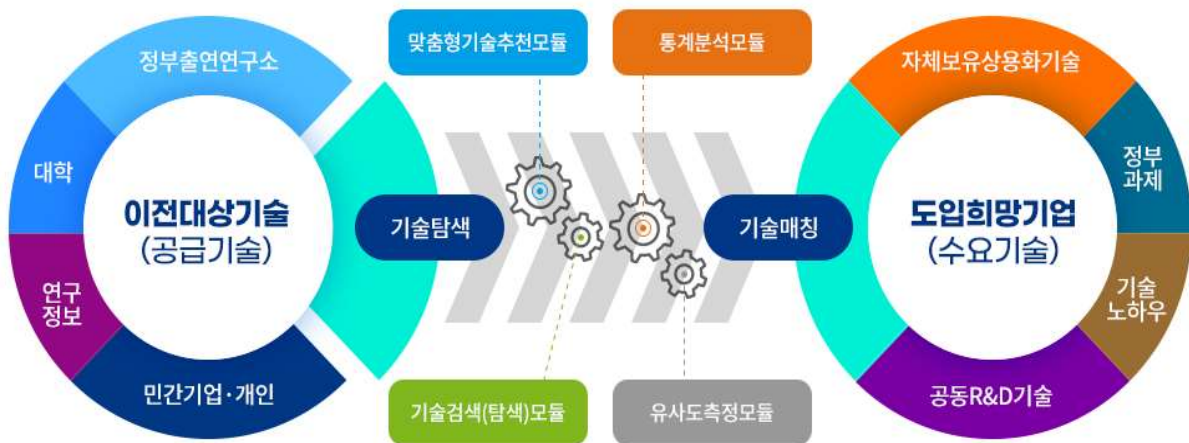 정부출연연구소
대학
연구
정보
민간기업·개인
이전대상기술
(공급기술)
기술탐색
맞춤형기술추천모듈
통계분석모듈
기술검색(탐색)모듈
유사도측정모듈
기술매칭
자체보유상용화기술
정부
과제
기술
노하우
공동R&D기술
도입희망기업
(수요기술)